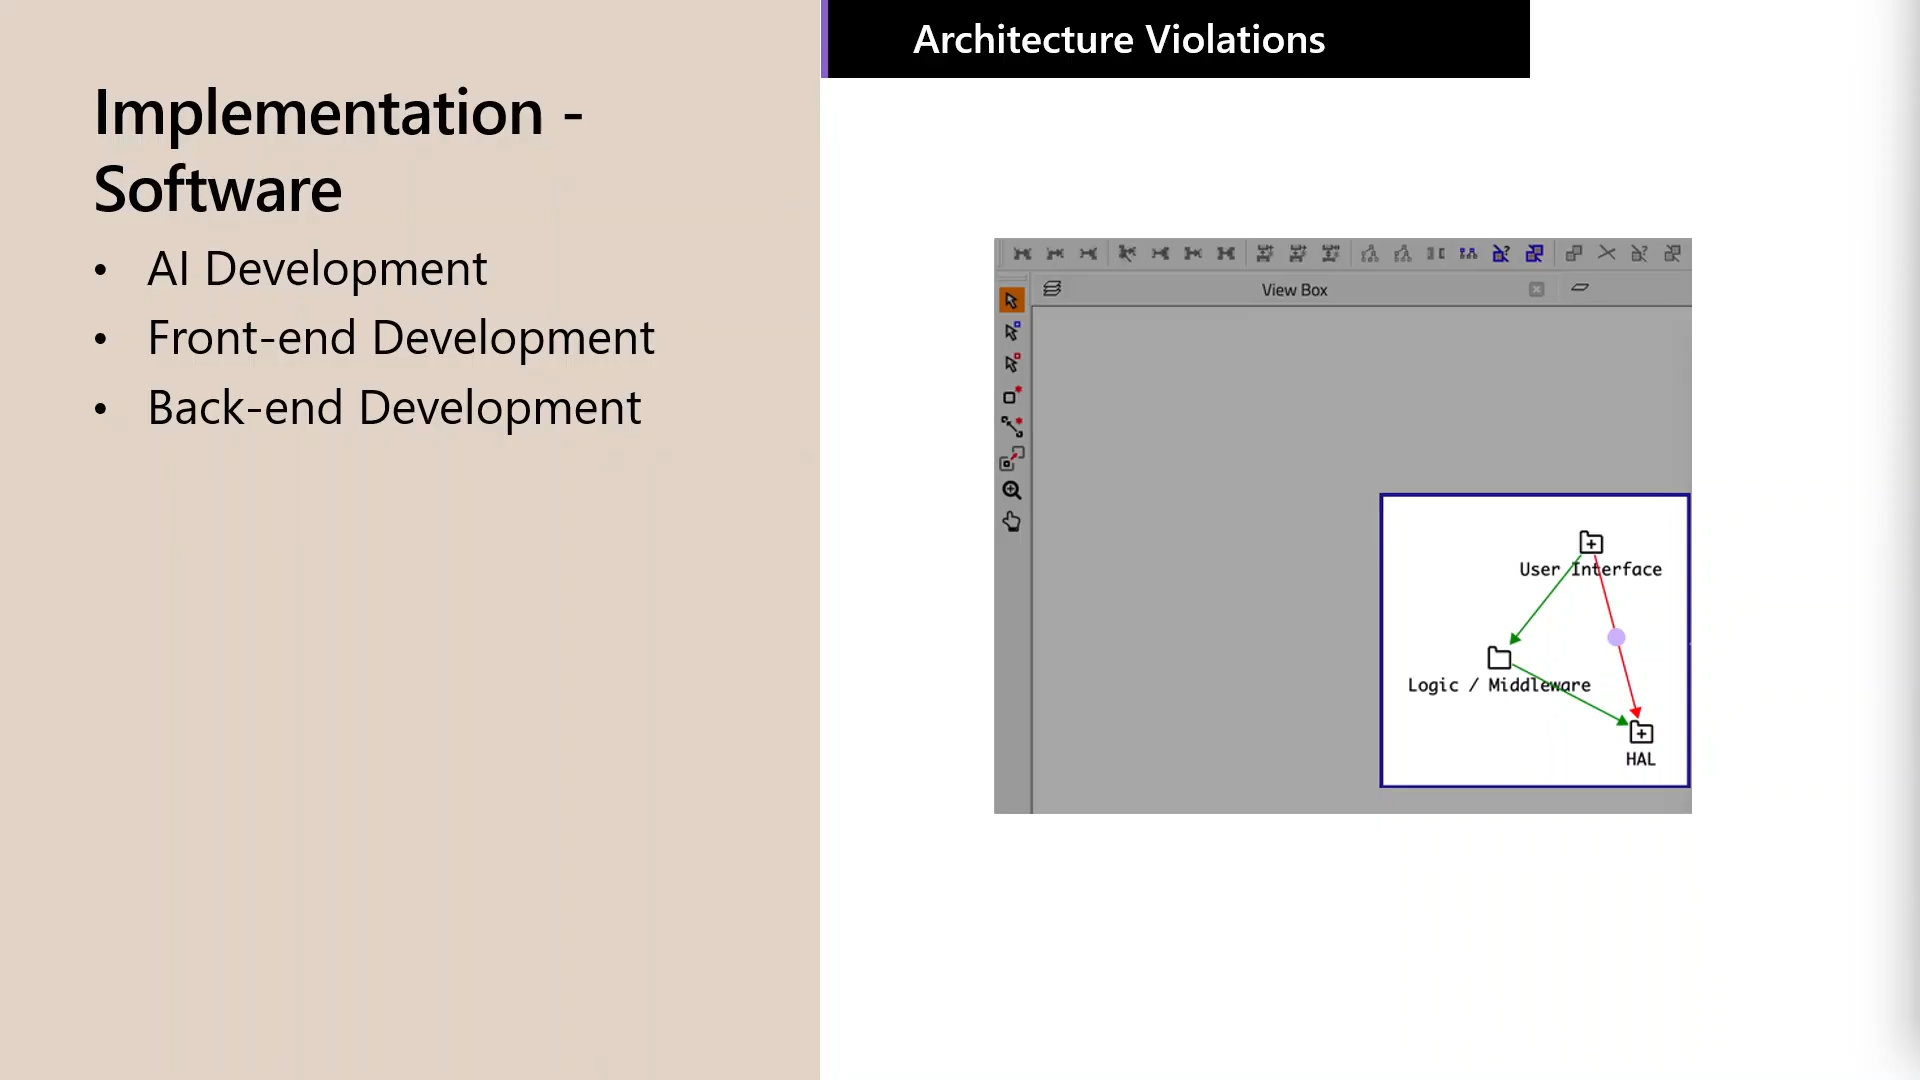 Implementation -
Software
• AI Development
• Front-end Development
• Back-end Development
Architecture Violations
View Box
User Interface
Logic / Middleware
HAL